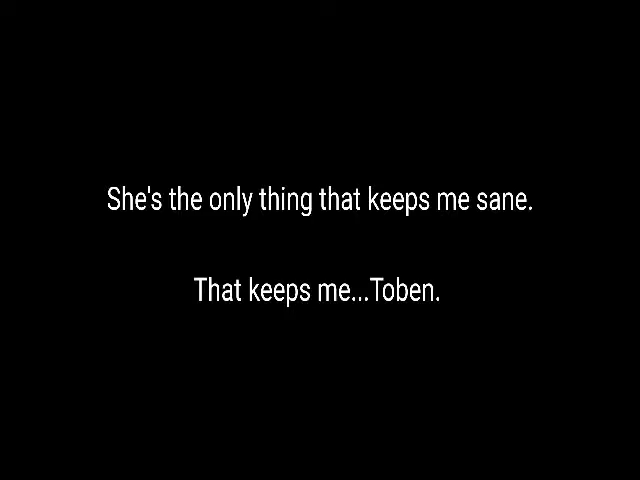 She's the only thing that keeps me sane.
That keeps me...Toben.